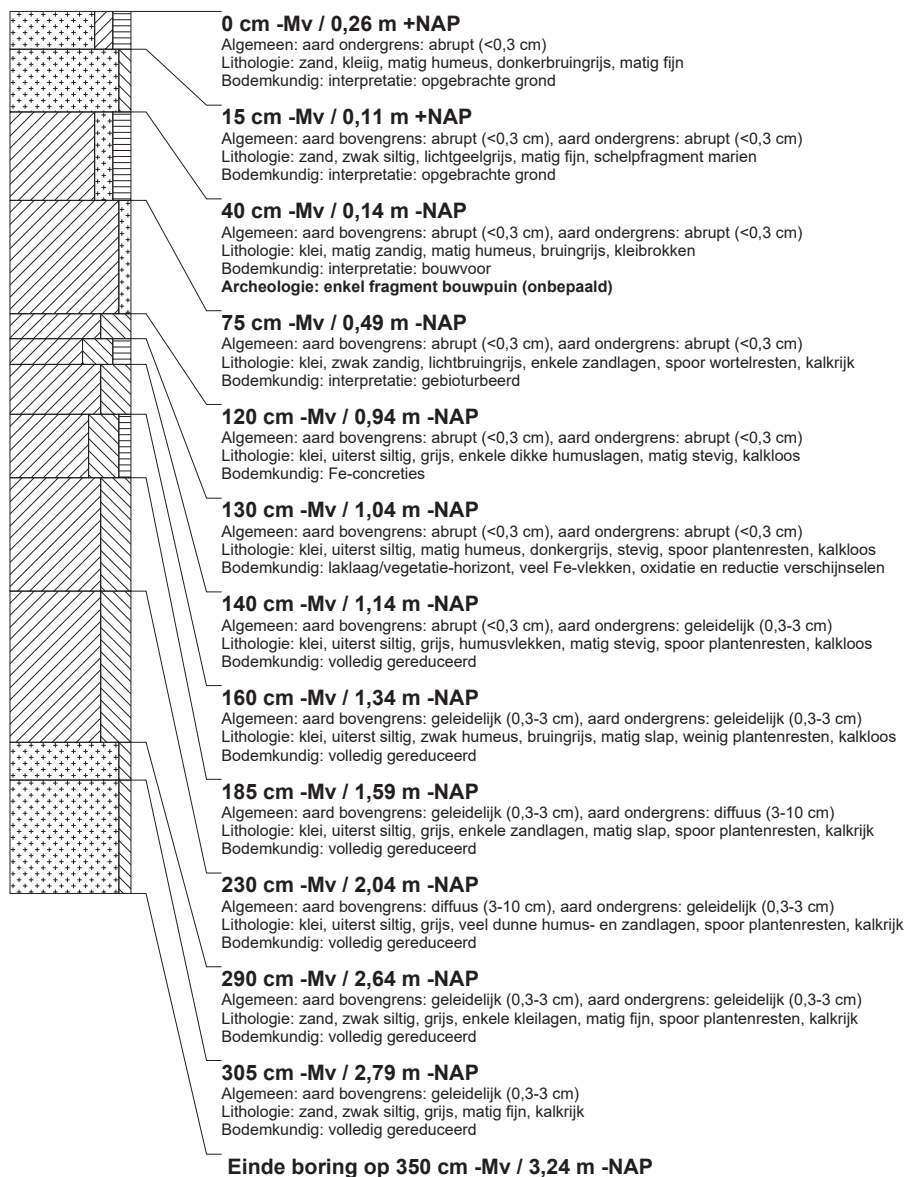 0 cm -Mv / 0,26 m +NAP
Algemeen: aard ondergrens: abrupt (<0,3 cm)
Lithologie: zand, kleiig, matig humeus, donkerbruingrijs, matig fijn
Bodemkundig: interpretatie: opgebrachte grond
15 cm -Mv / 0,11 m +NAP
Algemeen: aard bovengrens: abrupt (<0,3 cm), aard ondergrens: abrupt (<0,3 cm)
Lithologie: zand, zwak siltig, lichtgeelgrijs, matig fijn, schelpfragment marien
Bodemkundig: interpretatie: opgebrachte grond
40 cm -Mv / 0,14 m -NAP
Algemeen: aard bovengrens: abrupt (<0,3 cm), aard ondergrens: abrupt (<0,3 cm)
Lithologie: klei, matig zandig, matig humeus, bruingrijs, kleibrokken
Bodemkundig: interpretatie: bouwvoor
Archeologie: enkel fragment bouwpuin (onbepaald)
75 cm -Mv / 0,49 m -NAP
Algemeen: aard bovengrens: abrupt (<0,3 cm), aard ondergrens: abrupt (<0,3 cm)
Lithologie: klei, zwak zandig, lichtbruingrijs, enkele zandlagen, spoor wortelresten, kalkrijk
Bodemkundig: interpretatie: gebioturbeerd
120 cm -Mv / 0,94 m -NAP
Algemeen: aard bovengrens: abrupt (<0,3 cm), aard ondergrens: abrupt (<0,3 cm)
Lithologie: klei, uiterst siltig, grijs, enkele dikke humuslagen, matig stevig, kalkloos
Bodemkundig: Fe-concreties
130 cm -Mv / 1,04 m -NAP
Algemeen: aard bovengrens: abrupt (<0,3 cm), aard ondergrens: abrupt (<0,3 cm)
Lithologie: klei, uiterst siltig, matig humeus, donkergrijs, stevig, spoor plantenresten, kalkloos
Bodemkundig: laklaag/vegetatie-horizont, veel Fe-vlekken, oxidatie en reductie verschijnselen
140 cm -Mv / 1,14 m -NAP
Algemeen: aard bovengrens: abrupt (<0,3 cm), aard ondergrens: geleidelijk (0,3-3 cm)
Lithologie: klei, uiterst siltig, grijs, humusvlekken, matig stevig, spoor plantenresten, kalkloos
Bodemkundig: volledig gereduceerd
160 cm -Mv / 1,34 m -NAP
Algemeen: aard bovengrens: geleidelijk (0,3-3 cm), aard ondergrens: geleidelijk (0,3-3 cm)
Lithologie: klei, uiterst siltig, zwak humeus, bruingrijs, matig slap, weinig plantenresten, kalkloos
Bodemkundig: volledig gereduceerd
185 cm -Mv / 1,59 m -NAP
Algemeen: aard bovengrens: geleidelijk (0,3-3 cm), aard ondergrens: diffuus (3-10 cm)
Lithologie: klei, uiterst siltig, grijs, enkele zandlagen, matig slap, spoor plantenresten, kalkrijk
Bodemkundig: volledig gereduceerd
230 cm -Mv / 2,04 m -NAP
Algemeen: aard bovengrens: diffuus (3-10 cm), aard ondergrens: geleidelijk (0,3-3 cm)
Lithologie: klei, uiterst siltig, grijs, veel dunne humus- en zandlagen, spoor plantenresten, kalkrijk
Bodemkundig: volledig gereduceerd
290 cm -Mv / 2,64 m -NAP
Algemeen: aard bovengrens: geleidelijk (0,3-3 cm), aard ondergrens: geleidelijk (0,3-3 cm)
Lithologie: zand, zwak siltig, grijs, enkele kleilagen, matig fijn, spoor plantenresten, kalkrijk
Bodemkundig: volledig gereduceerd
305 cm -Mv / 2,79 m -NAP
Algemeen: aard bovengrens: geleidelijk (0,3-3 cm)
Lithologie: zand, zwak siltig, grijs, matig fijn, kalkrijk
Bodemkundig: volledig gereduceerd
Einde boring op 350 cm -Mv / 3,24 m -NAP